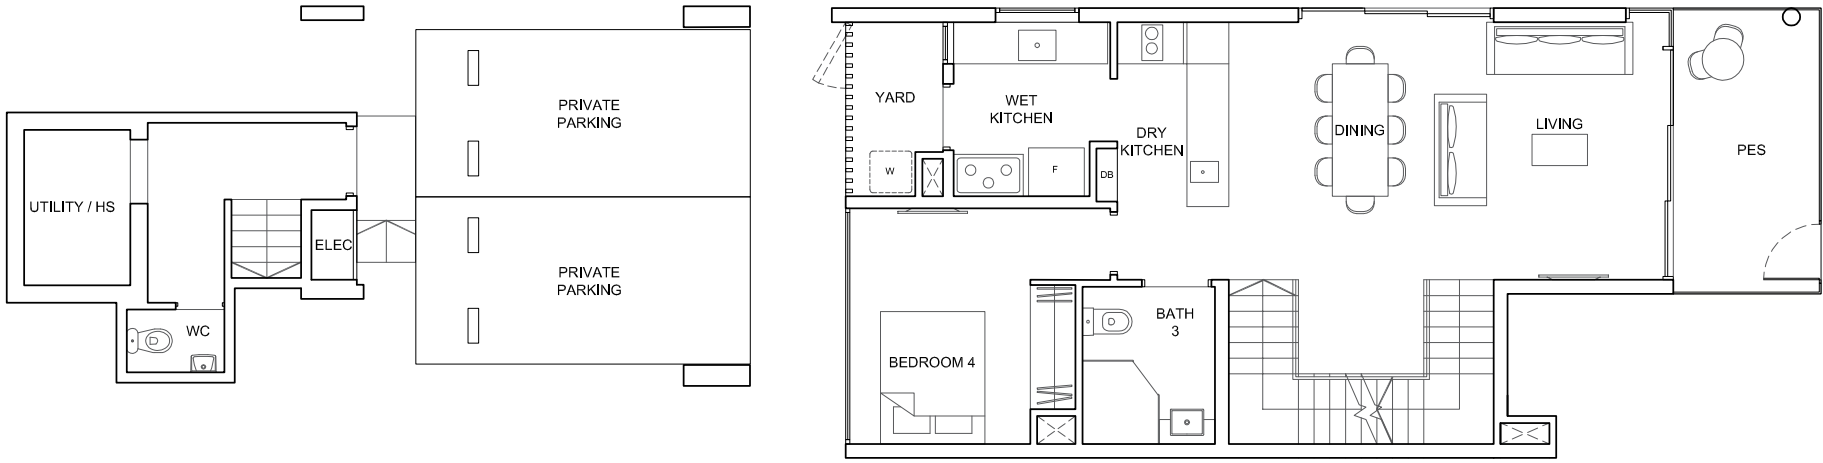 PRIVATE
PARKING
UTILITY / HS
ELEC
PRIVATE
PARKING
WC
YARD
WET
KITCHEN
DRY
KITCHEN
DINING
LIVING
PES
W
F
DB
BEDROOM 4
BATH
3